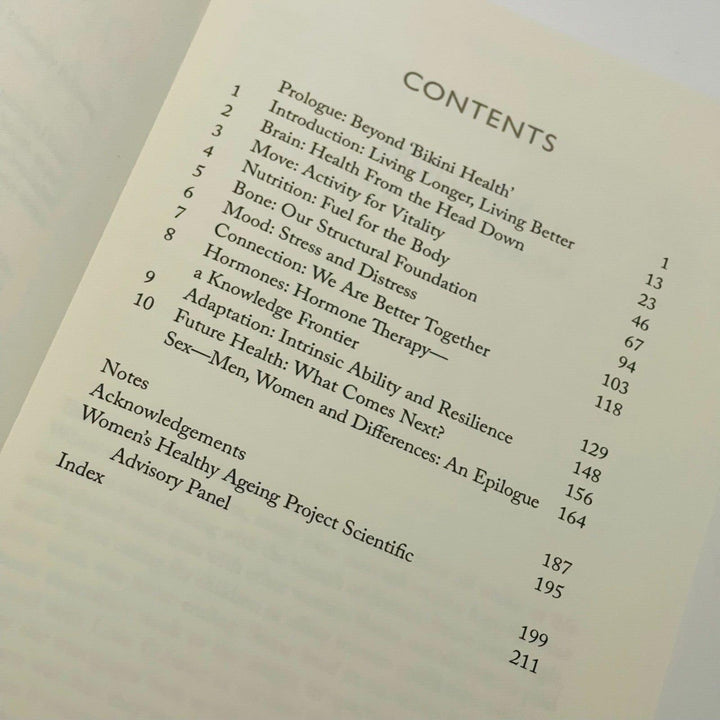 CONTENTS
Prologue: Beyond ‘Bikini Health’ 1
1 Introduction: Living Longer, Living Better 13
2 Brain: Health From the Head Down 23
3 Move: Activity for Vitality 46
4 Nutrition: Fuel for the Body 67
5 Bone: Our Structural Foundation 94
6 Mood: Stress and Distress 103
7 Connection: We Are Better Together 118
8 Hormones: Hormone Therapy—
a Knowledge Frontier 129
9 Adaptation: Intrinsic Ability and Resilience 148
10 Future Health: What Comes Next? 156
Sex—Men, Women and Differences: An Epilogue 164
Notes 187
Acknowledgements 195
Women’s Healthy Ageing Project Scientific
Advisory Panel 199
Index 211